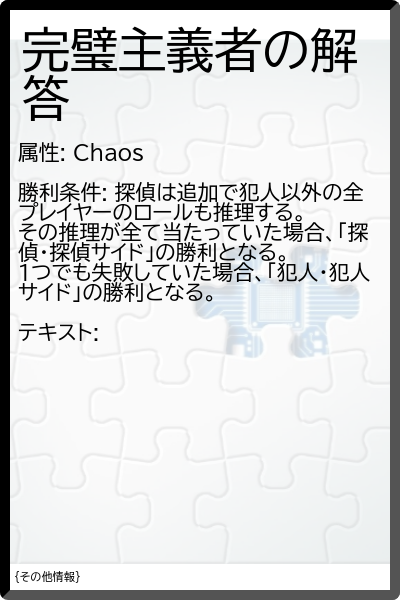 完璧主義者の解
答
属性: Chaos
勝利条件: 探偵は追加で犯人以外の全
プレイヤーのロールも推理する。
その推理が全て当たっていた場合、「探
偵・探偵サイド」の勝利となる。
1つでも失敗していた場合、「犯人・犯人
サイド」の勝利となる。
テキスト:
{その他情報}